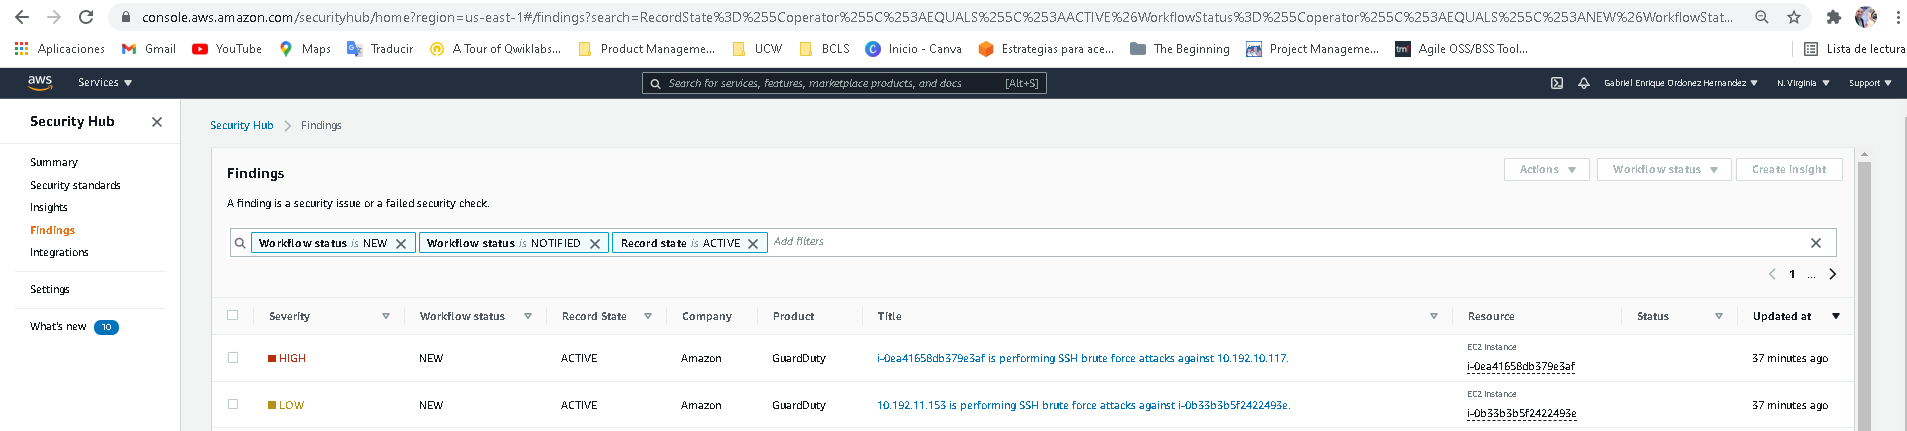 console.aws.amazon.com/securityhub/home?region=us-east-1#/findings?search=RecordState%3D%255Coperator%255C%253AEQUALS%255C%253AACTIVE%26WorkflowStatus%3D%255Coperator%255C%253AEQUALS%255C%253ANEW%26WorkflowStat...
Aplicaciones Gmail YouTube Maps Traducir A Tour of Qwiklabs... Product Manageme... UCW BCLS Inicio - Canva Estrategias para ace... The Beginning Project Manageme... tmf Agile OSS/BSS Tool... Lista de lectura
aws Services Search for services, features, marketplace products, and docs [Alt+S] Gabriel Enrique Ordonez Hernandez N. Virginia Support
Security Hub
Summary
Security standards
Insights
Findings
Integrations
Settings
What's new 10
Security Hub Findings
Findings
Actions Workflow status Create insight
A finding is a security issue or a failed security check.
Workflow status is NEW Workflow status is NOTIFIED Record state is ACTIVE Add filters
1 ...
Severity Workflow status Record State Company Product Title Resource Status Updated at
HIGH NEW ACTIVE Amazon GuardDuty i-0ea41658db379e3af is performing SSH brute force attacks against 10.192.10.117. EC2 Instance i-0ea41658db379e3af 37 minutes ago
LOW NEW ACTIVE Amazon GuardDuty 10.192.11.153 is performing SSH brute force attacks against i-0b33b3b5f2422493e. EC2 Instance i-0b33b3b5f2422493e 37 minutes ago